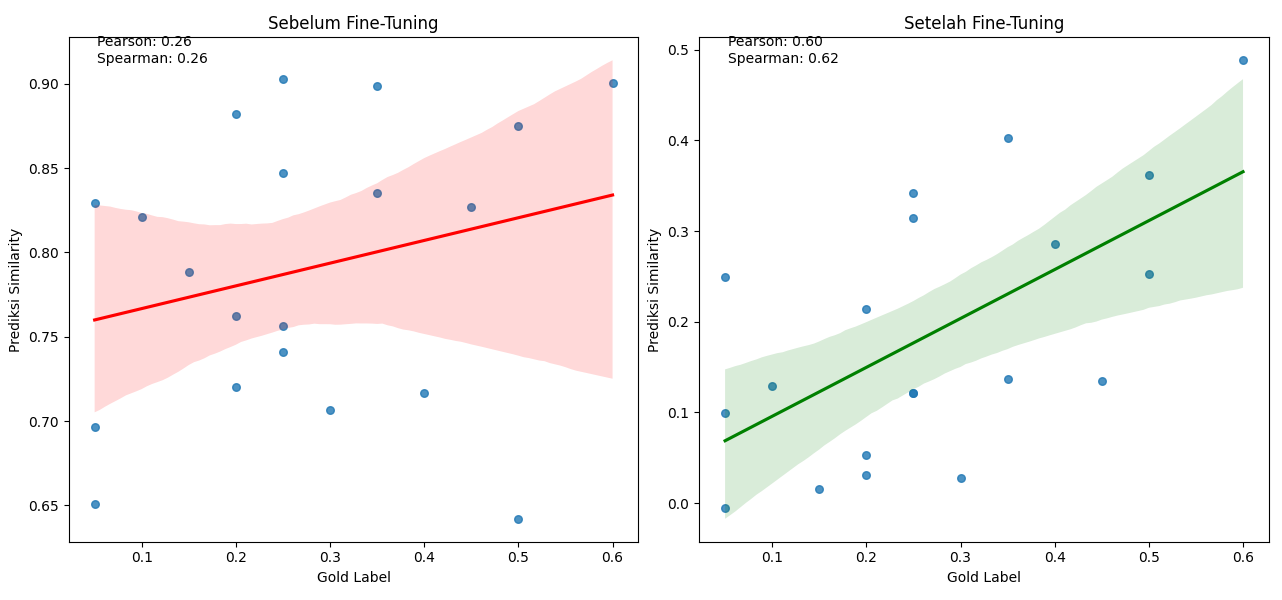 Sebelum Fine-Tuning
Pearson: 0.26
Spearman: 0.26
0.90
0.85
0.80
0.75
0.70
0.65
Prediksi Similarity
0.1 0.2 0.3 0.4 0.5 0.6
Gold Label
Setelah Fine-Tuning
Pearson: 0.60
Spearman: 0.62
0.5
0.4
0.3
0.2
0.1
0.0
Prediksi Similarity
0.1 0.2 0.3 0.4 0.5 0.6
Gold Label